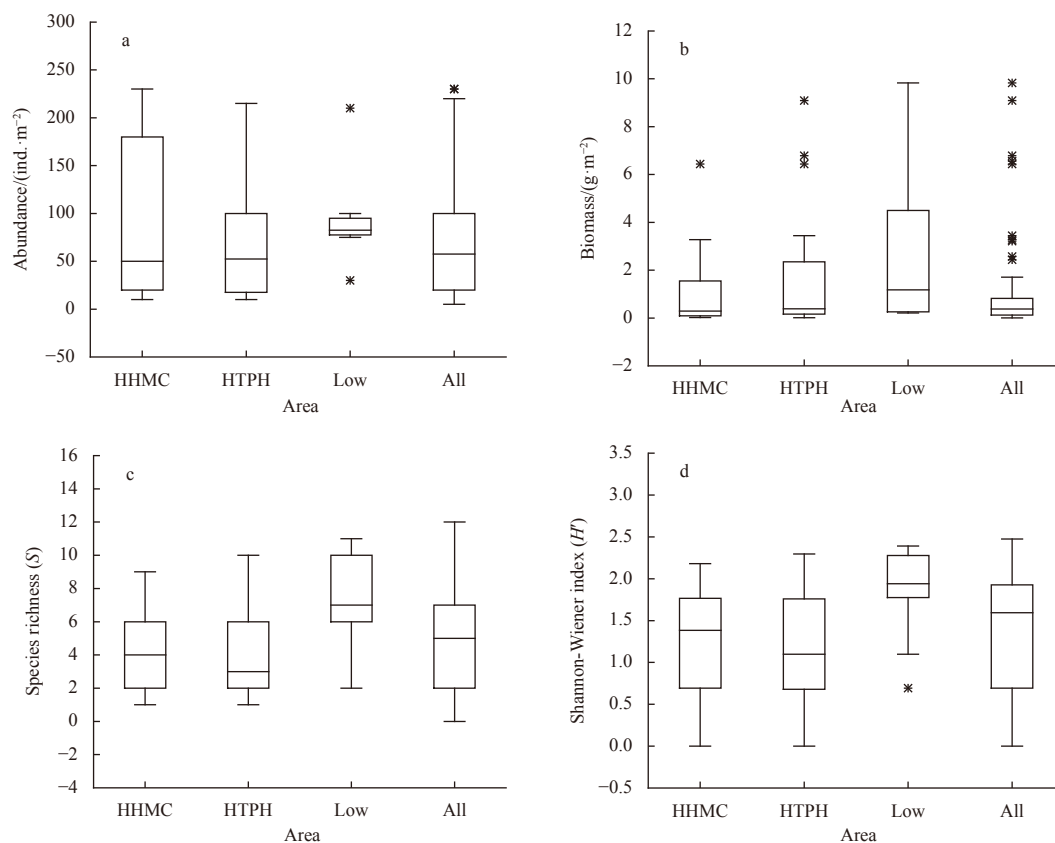 300
250
200
150
100
50
0
−50
a
Abundance/(ind.·m⁻²)
HHMC HTPH Low All
Area
12
10
8
6
4
2
0
−2
b
Biomass/(g·m⁻²)
HHMC HTPH Low All
Area
16
14
12
10
8
6
4
2
0
−2
−4
c
Species richness (S)
HHMC HTPH Low All
Area
3.5
3.0
2.5
2.0
1.5
1.0
0.5
0.0
−0.5
d
Shannon-Wiener index (H′)
HHMC HTPH Low All
Area